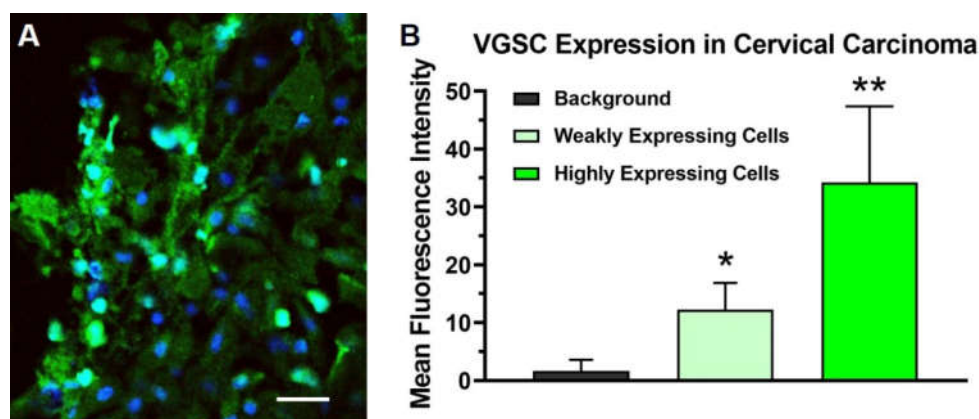 A
B
VGSC Expression in Cervical Carcinoma
Mean Fluorescence Intensity
50
40
30
20
10
0
Background
Weakly Expressing Cells
Highly Expressing Cells
*
**